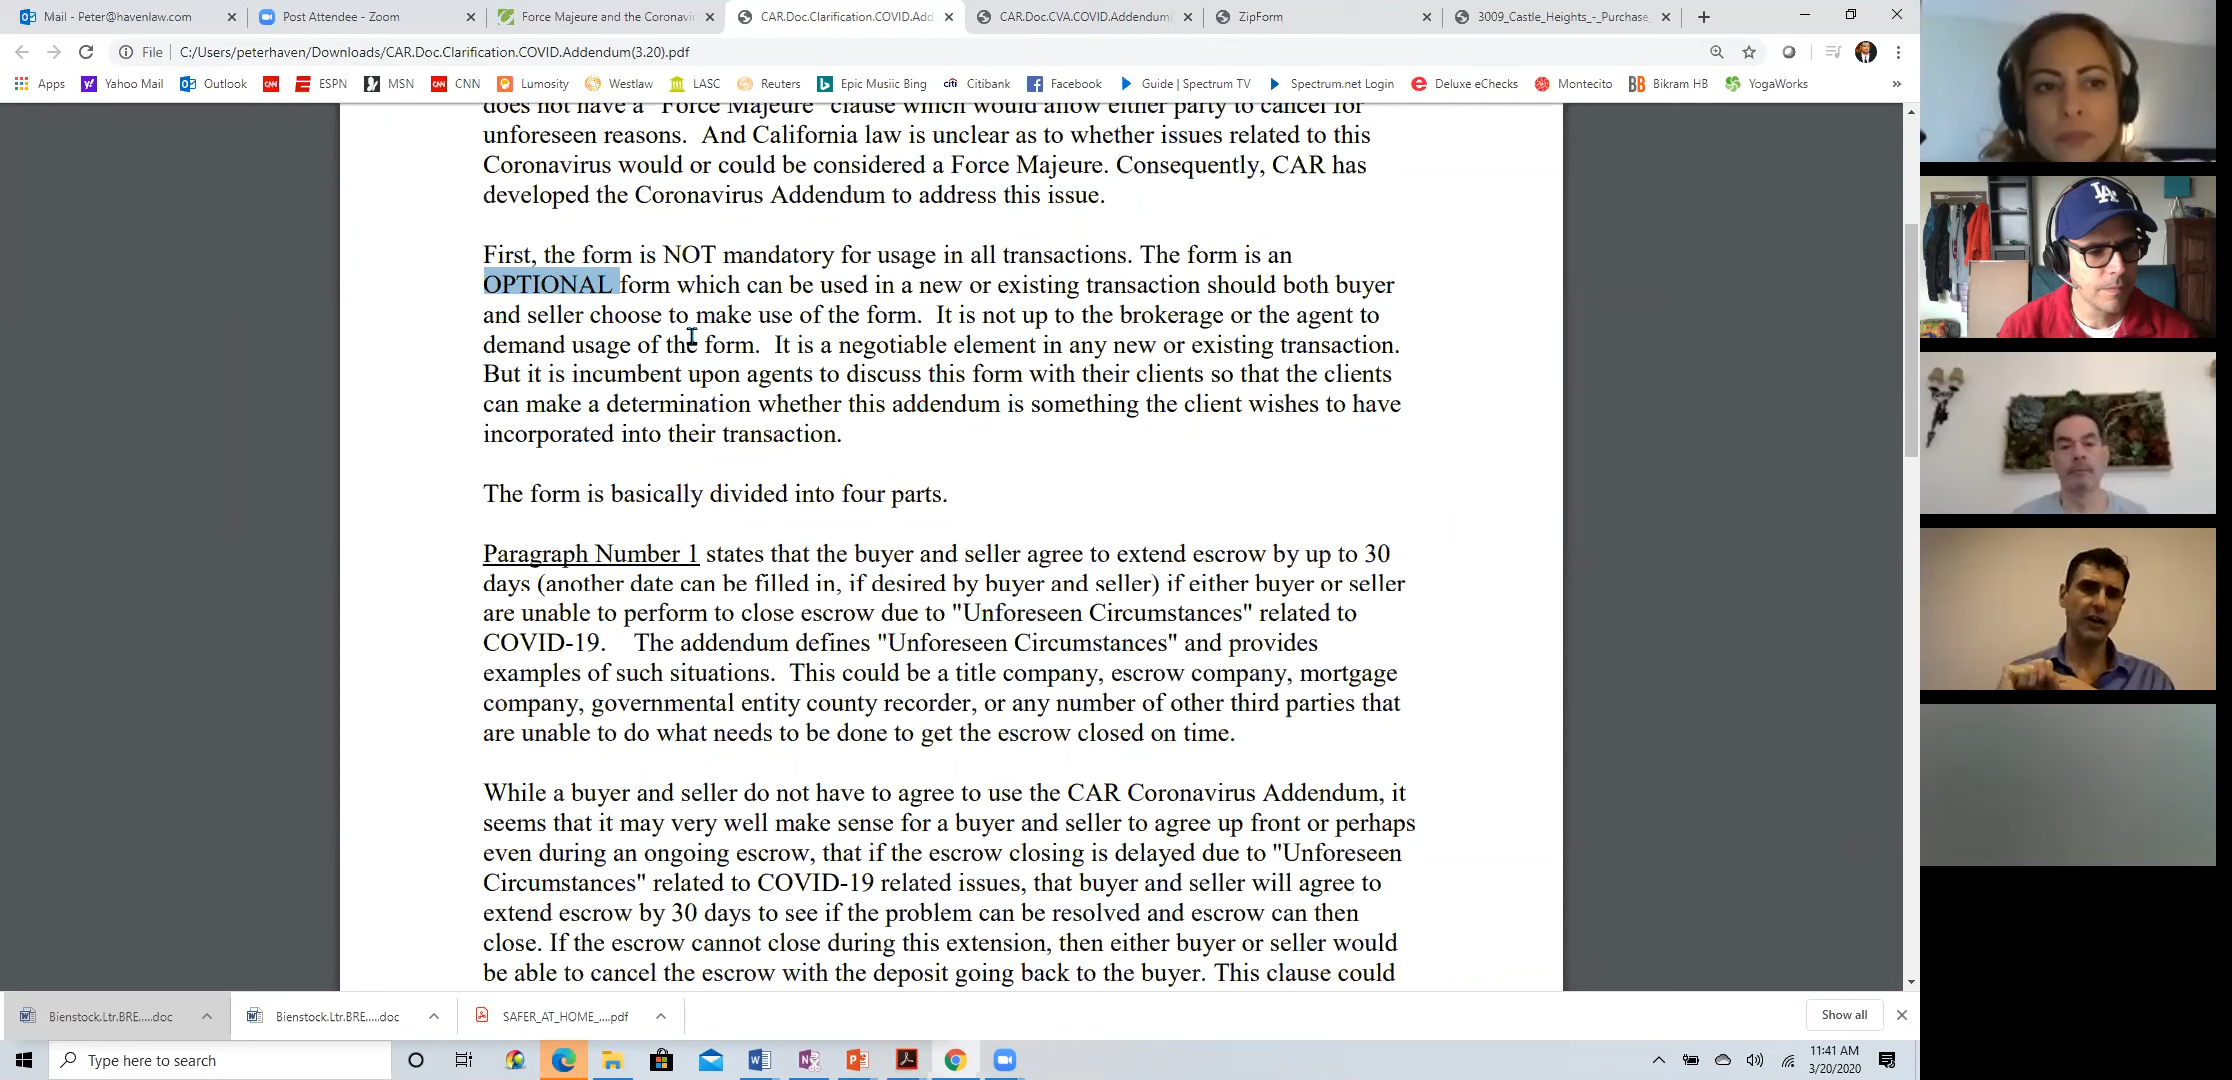 Mail - Peter@havenlaw.com
Post Attendee - Zoom
Force Majeure and the Coronavir
CAR.Doc.Clarification.COVID.Add
CAR.Doc.CVA.COVID.Addendum
ZipForm
3009_Castle_Heights_-_Purchase_
File
C:/Users/peterhaven/Downloads/CAR.Doc.Clarification.COVID.Addendum(3.20).pdf
Apps
Yahoo Mail
Outlook
ESPN
MSN
CNN
Lumosity
Westlaw
LASC
Reuters
Epic Musiic Bing
Citibank
Facebook
Guide | Spectrum TV
Spectrum.net Login
Deluxe eChecks
Montecito
Bikram HB
YogaWorks
does not have a "Force Majeure" clause which would allow either party to cancel for
unforeseen reasons. And California law is unclear as to whether issues related to this
Coronavirus would or could be considered a Force Majeure. Consequently, CAR has
developed the Coronavirus Addendum to address this issue.
First, the form is NOT mandatory for usage in all transactions. The form is an
OPTIONAL form which can be used in a new or existing transaction should both buyer
and seller choose to make use of the form. It is not up to the brokerage or the agent to
demand usage of the form. It is a negotiable element in any new or existing transaction.
But it is incumbent upon agents to discuss this form with their clients so that the clients
can make a determination whether this addendum is something the client wishes to have
incorporated into their transaction.
The form is basically divided into four parts.
Paragraph Number 1 states that the buyer and seller agree to extend escrow by up to 30
days (another date can be filled in, if desired by buyer and seller) if either buyer or seller
are unable to perform to close escrow due to "Unforeseen Circumstances" related to
COVID-19. The addendum defines "Unforeseen Circumstances" and provides
examples of such situations. This could be a title company, escrow company, mortgage
company, governmental entity county recorder, or any number of other third parties that
are unable to do what needs to be done to get the escrow closed on time.
While a buyer and seller do not have to agree to use the CAR Coronavirus Addendum, it
seems that it may very well make sense for a buyer and seller to agree up front or perhaps
even during an ongoing escrow, that if the escrow closing is delayed due to "Unforeseen
Circumstances" related to COVID-19 related issues, that buyer and seller will agree to
extend escrow by 30 days to see if the problem can be resolved and escrow can then
close. If the escrow cannot close during this extension, then either buyer or seller would
be able to cancel the escrow with the deposit going back to the buyer. This clause could
LA
Bienstock.Ltr.BRE.....doc
Bienstock.Ltr.BRE.....doc
SAFER_AT_HOME_....pdf
Show all
Type here to search
11:41 AM
3/20/2020